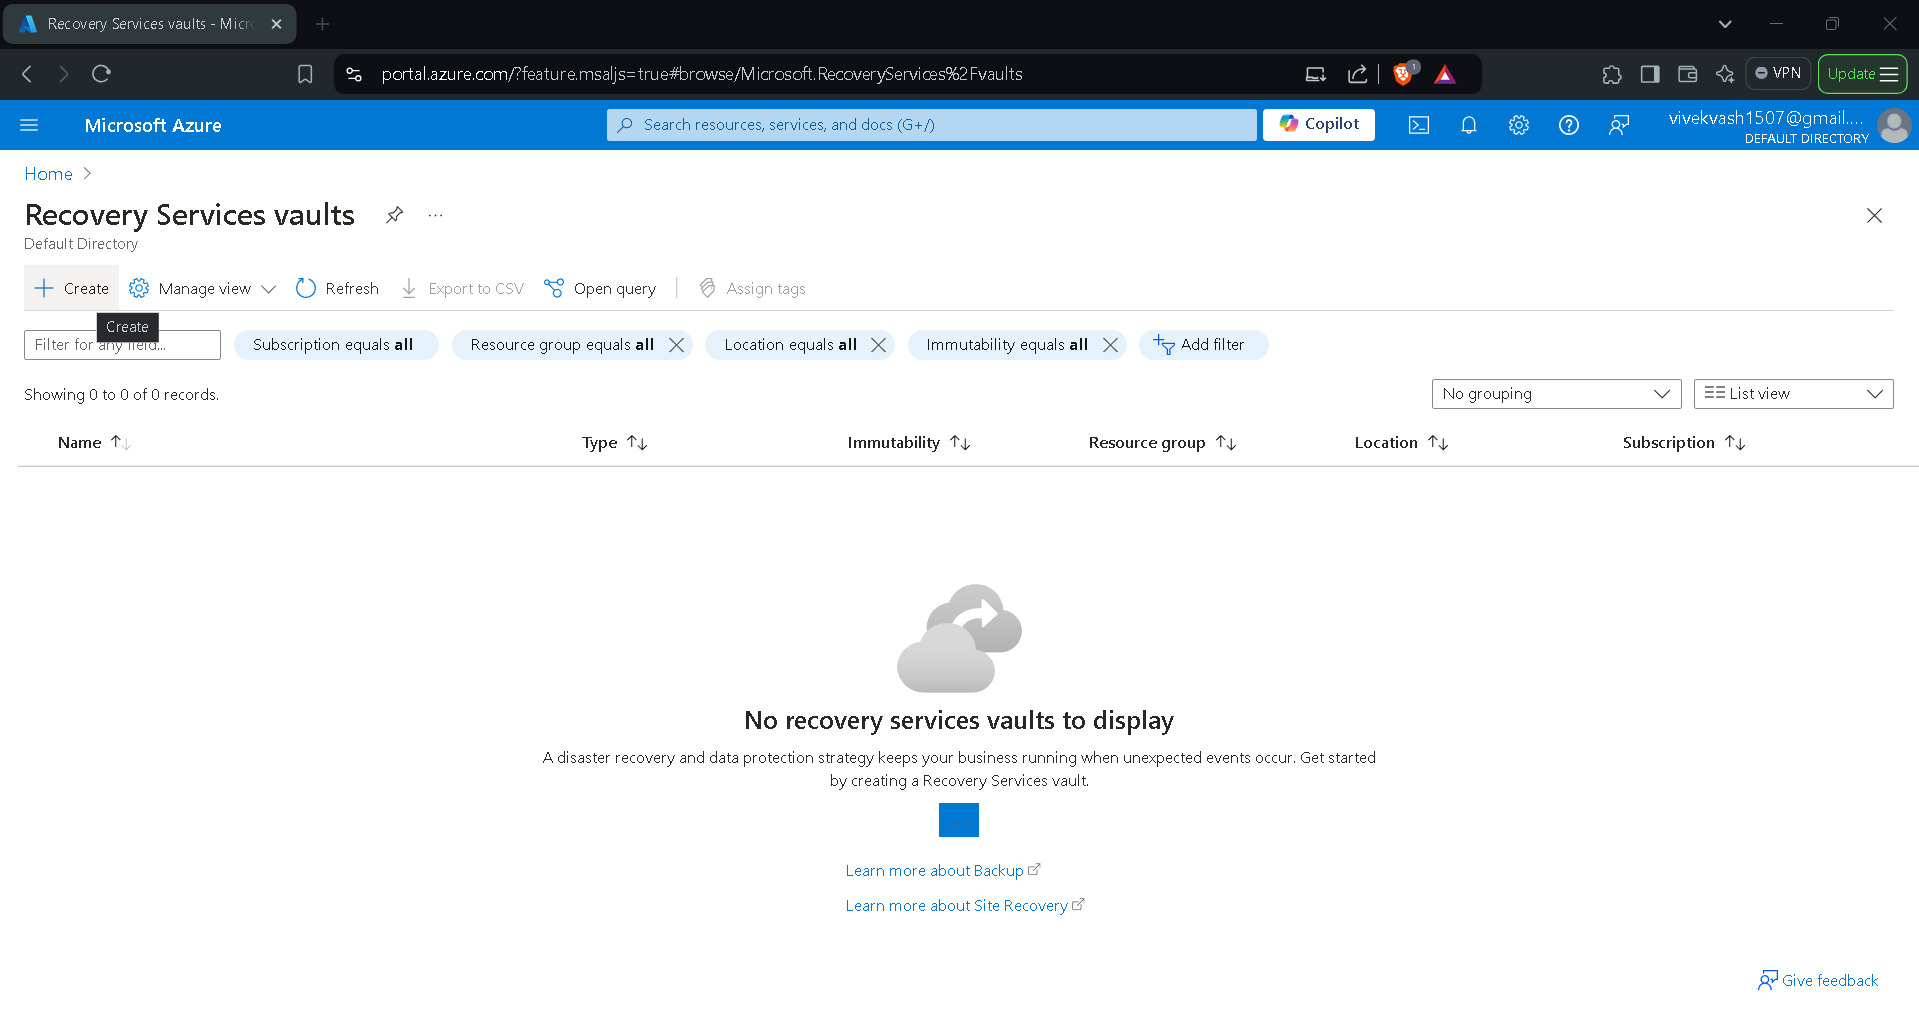 Recovery Services vaults - Micr
portal.azure.com/?feature.msaljs=true#browse/Microsoft.RecoveryServices%2Fvaults
1
VPN
Update
Microsoft Azure
Search resources, services, and docs (G+/)
Copilot
vivekvash1507@gmail....
DEFAULT DIRECTORY
Home
Recovery Services vaults
...
Default Directory
Create
Manage view
Refresh
Export to CSV
Open query
Assign tags
Create
Filter for any field...
Subscription equals all
Resource group equals all
Location equals all
Immutability equals all
Add filter
Showing 0 to 0 of 0 records.
No grouping
List view
Name
Type
Immutability
Resource group
Location
Subscription
No recovery services vaults to display
A disaster recovery and data protection strategy keeps your business running when unexpected events occur. Get started
by creating a Recovery Services vault.
Learn more about Backup
Learn more about Site Recovery
Give feedback